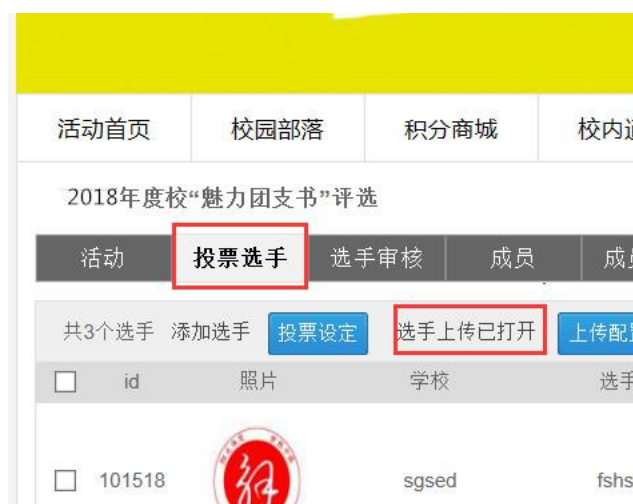 活动首页 校园部落 积分商城 校内
2018年度校“魅力团支书”评选
活动 投票选手 选手审核 成员 成
共3个选手 添加选手 投票设定 选手上传已打开 上传配
id 照片 学校 选手
101518 sgsed fshs